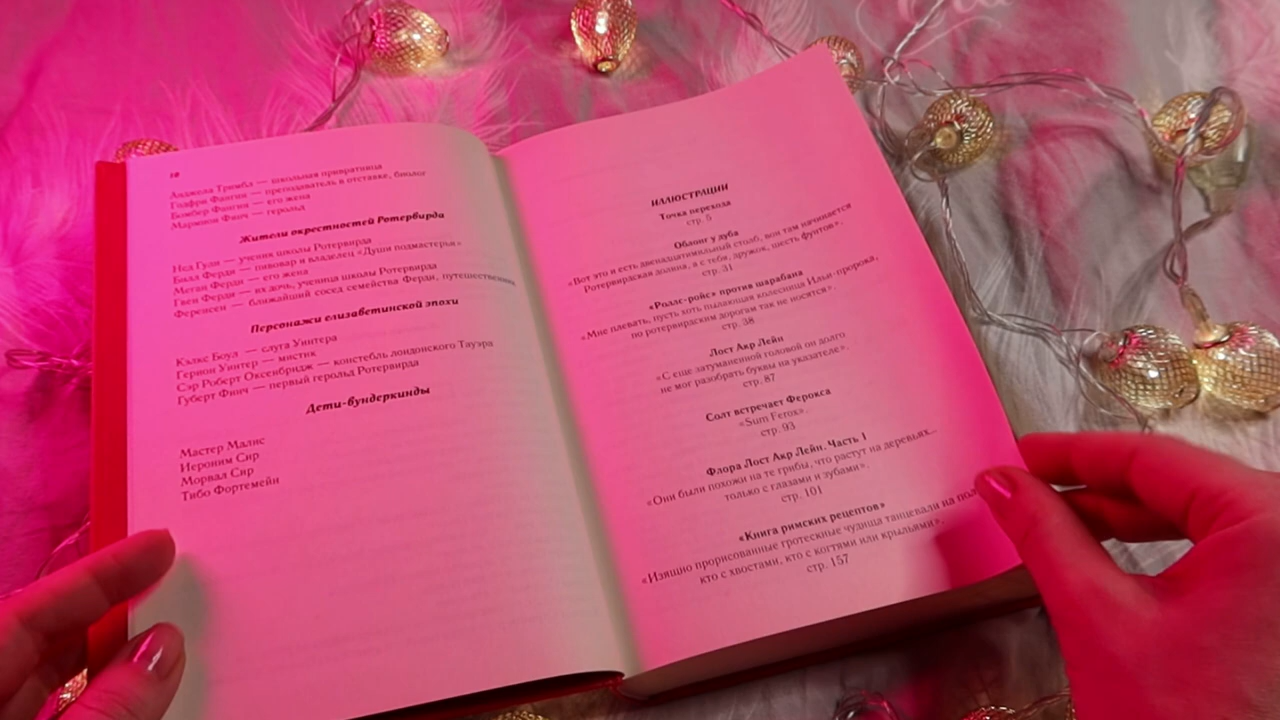 10
Анджела Тримбл — школьная привратница
Годфри Фангин — преподаватель в отставке, биолог
Бомбер Фангин — его жена
Мармион Финч — герольд
Жители окрестностей Ротервирда
Нед Гули — ученик школы Ротервирда
Билл Ферди — пивовар и владелец «Души подмастерья»
Меган Ферди — его жена
Гвен Ферди — их дочь, ученица школы Ротервирда
Ференсен — ближайший сосед семейства Ферди, путешественник
Персонажи елизаветинской эпохи
Кэлкс Боул — слуга Уинтера
Герион Уинтер — мистик
Сэр Роберт Оксенбридж — констебль лондонского Тауэра
Губерт Финч — первый герольд Ротервирда
Дети-вундеркинды
Мастер Малис
Иероним Сир
Морвал Сир
Тибо Фортемейн
ИЛЛЮСТРАЦИИ
Точка перехода
стр. 5
Облонг у дуба
«Вот это и есть двенадцатимильный столб, вон там начинается
Ротервирдская долина, а с тебя, дружок, шесть фунтов».
стр. 31
«Роллс-ройс» против шарабана
«Мне плевать, пусть хоть пылающая колесница Ильи-пророка,
по ротервирдским дорогам так не носятся».
стр. 38
Лост Акр Лейн
«С еще затуманенной головой он долго
не мог разобрать буквы на указателе».
стр. 87
Солт встречает Ферокса
«Sum Ferox».
стр. 93
Флора Лост Акр Лейн. Часть 1
«Они были похожи на те грибы, что растут на деревьях...
только с глазами и зубами».
стр. 101
«Книга римских рецептов»
«Изящно прорисованные гротескные чудища танцевали на
кто с хвостами, кто с когтями или крыльями».
стр. 157